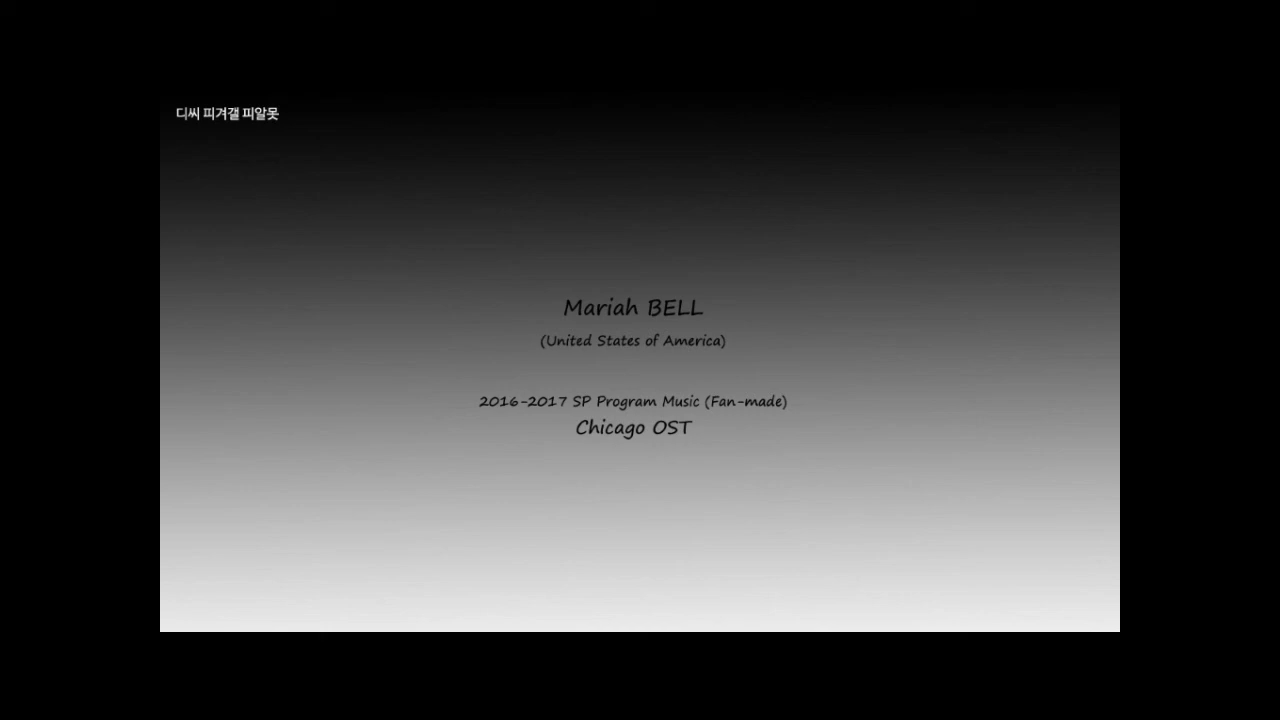 디씨 피겨갤 피알못
Mariah BELL
(United States of America)
2016-2017 SP Program Music (Fan-made)
Chicago OST